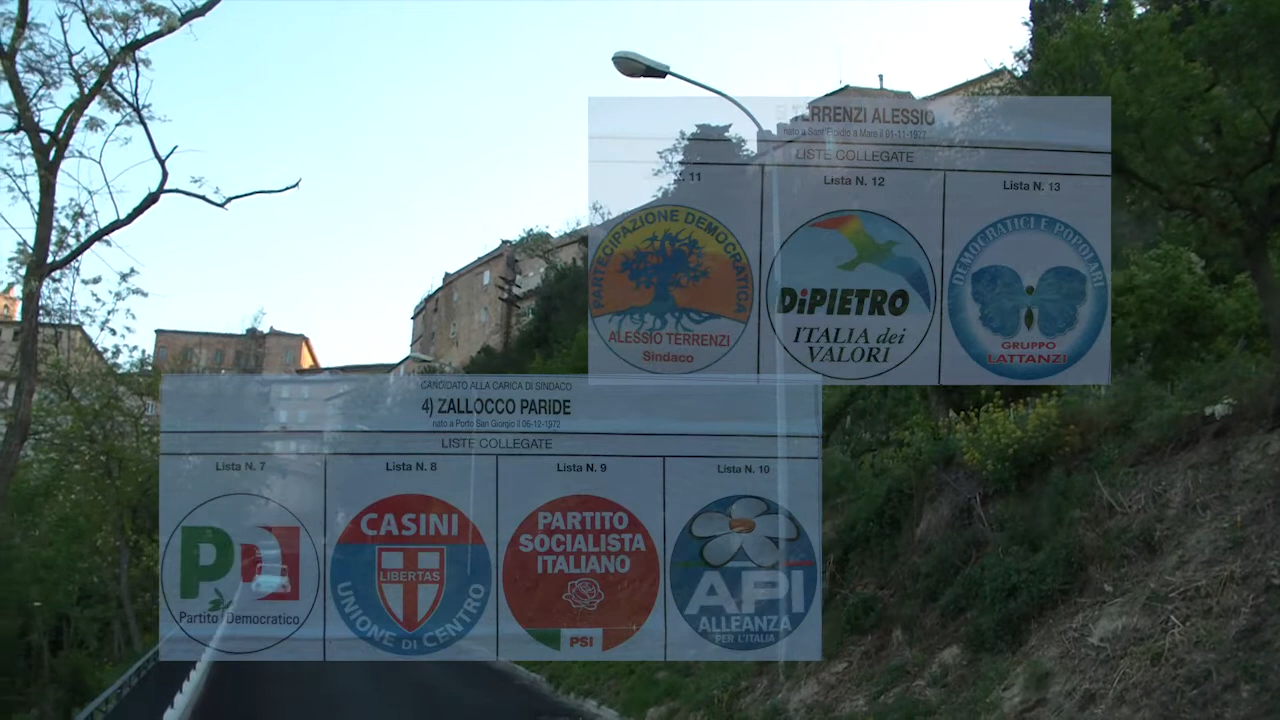 TERRENZI ALESSIO
nato a Sant'Elpidio a Mare il 01-11-1977
LISTE COLLEGATE
11
Lista N. 12
Lista N. 13
PARTECIPAZIONE DEMOCRATICA
ALESSIO TERRENZI
Sindaco
DiPIETRO
ITALIA dei
VALORI
DEMOCRATICI E POPOLARI
GRUPPO
LATTANZI
CANDIDATO ALLA CARICA DI SINDACO
4) ZALLOCCO PARIDE
nato a Porto San Giorgio il 06-12-1972
LISTE COLLEGATE
Lista N. 7
Lista N. 8
Lista N. 9
Lista N. 10
PD
Partito Democratico
CASINI
LIBERTAS
UNIONE DI CENTRO
PARTITO
SOCIALISTA
ITALIANO
PSI
API
ALLEANZA
PER L'ITALIA